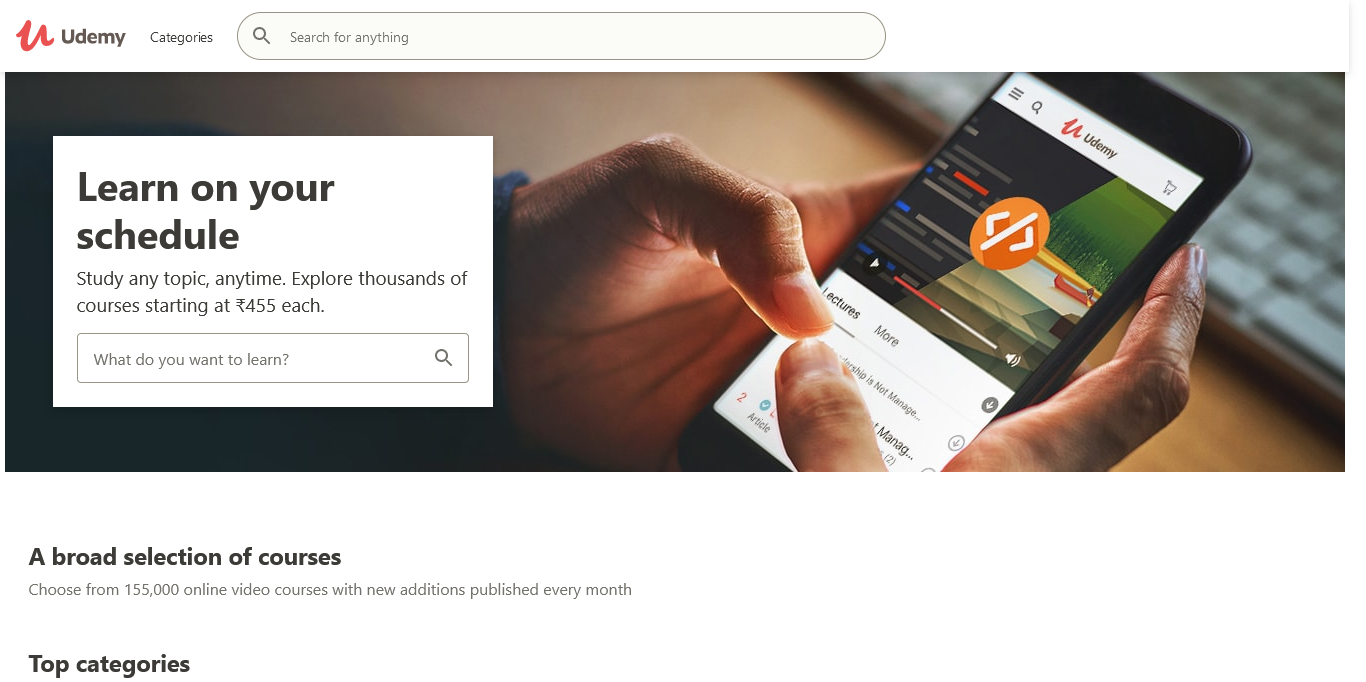 Udemy
Categories
Search for anything
Learn on your
schedule
Study any topic, anytime. Explore thousands of
courses starting at ₹455 each.
What do you want to learn?
Udemy
Lectures
More
is Not Manage...
2
Article
Manag...
(2)
A broad selection of courses
Choose from 155,000 online video courses with new additions published every month
Top categories